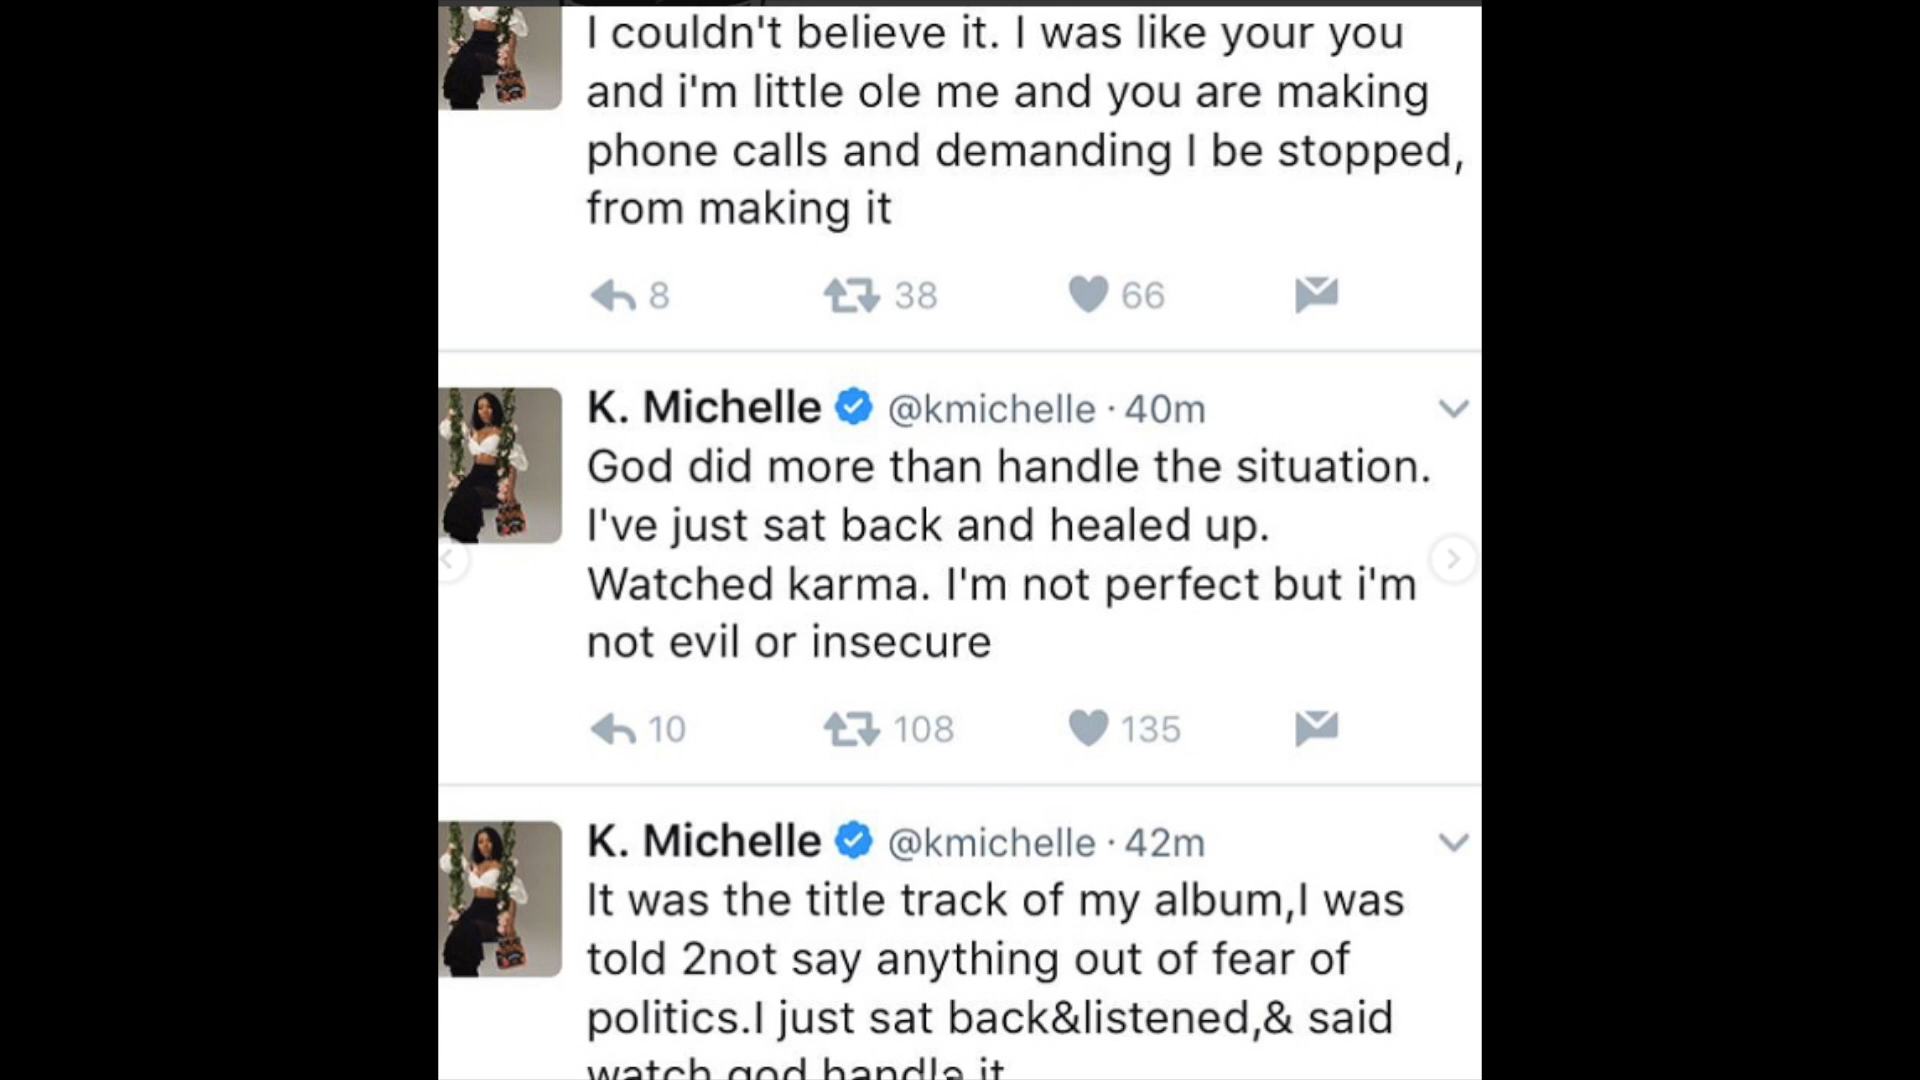 I couldn't believe it. I was like your you
and i'm little ole me and you are making
phone calls and demanding I be stopped,
from making it
8 38 66
K. Michelle @kmichelle · 40m
God did more than handle the situation.
I've just sat back and healed up.
Watched karma. I'm not perfect but i'm
not evil or insecure
10 108 135
K. Michelle @kmichelle · 42m
It was the title track of my album,I was
told 2not say anything out of fear of
politics.I just sat back&listened,& said
watch god handle it